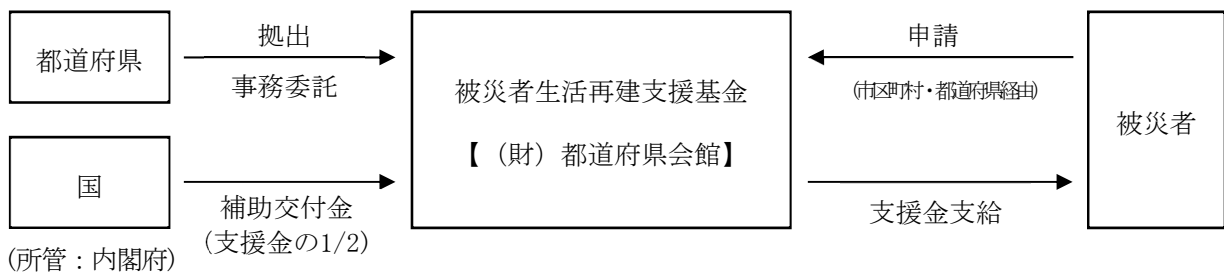 都道府県
拠出
事務委託
国
(所管：内閣府)
補助交付金
(支援金の1/2)
被災者生活再建支援基金
【（財）都道府県会館】
申請
(市区町村・都道府県経由)
支援金支給
被災者